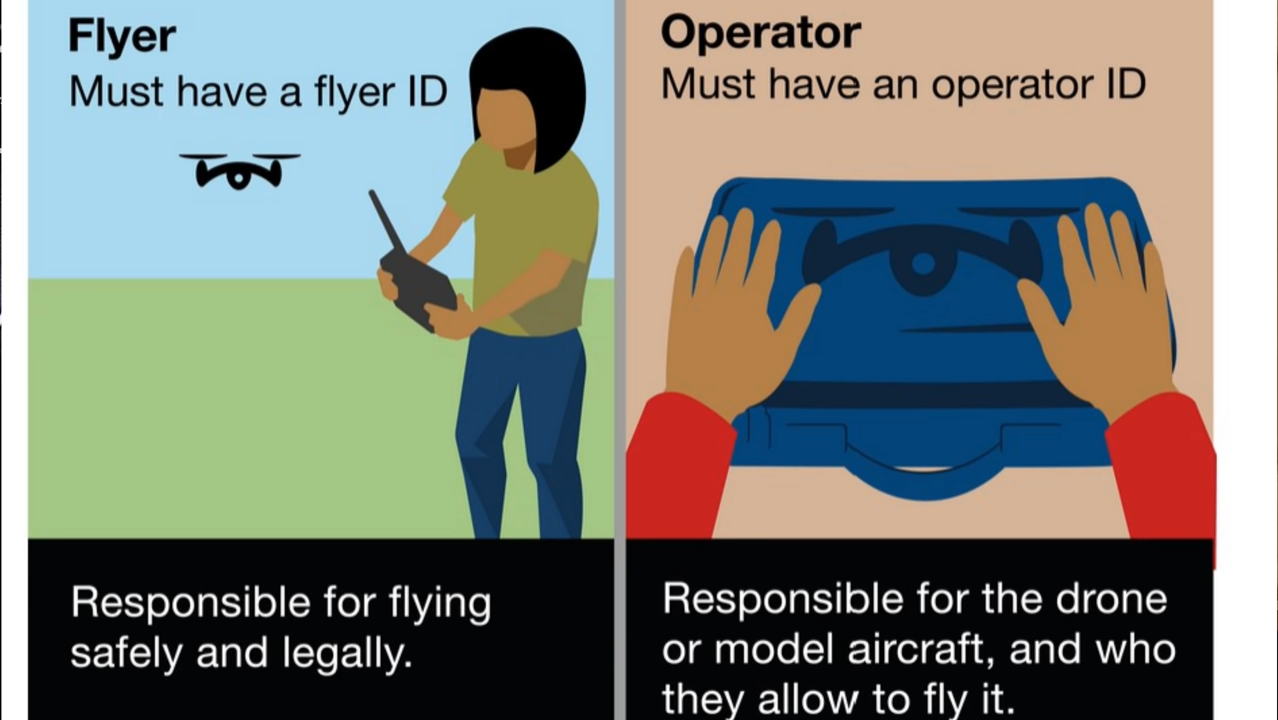 Flyer
Must have a flyer ID
Responsible for flying
safely and legally.
Operator
Must have an operator ID
Responsible for the drone
or model aircraft, and who
they allow to fly it.